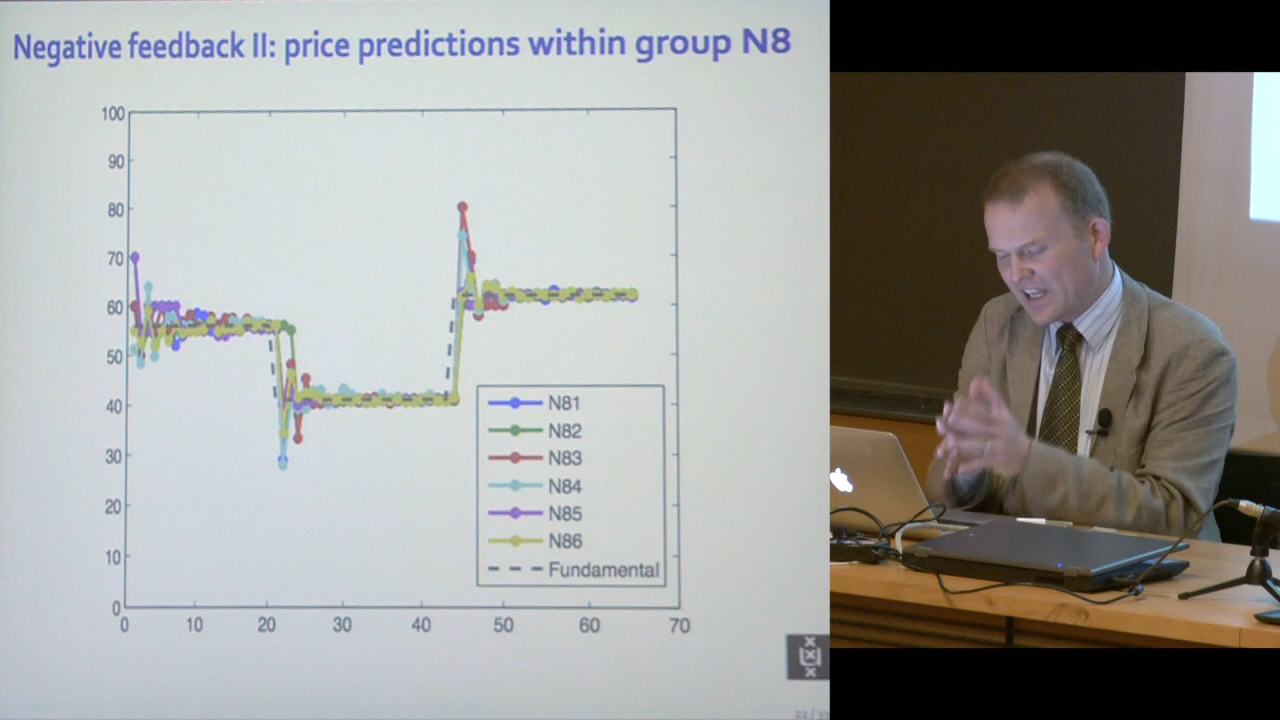 Negative feedback II: price predictions within group N8
100
90
80
70
60
50
40
30
20
10
0
0 10 20 30 40 50 60 70
N81
N82
N83
N84
N85
N86
Fundamental